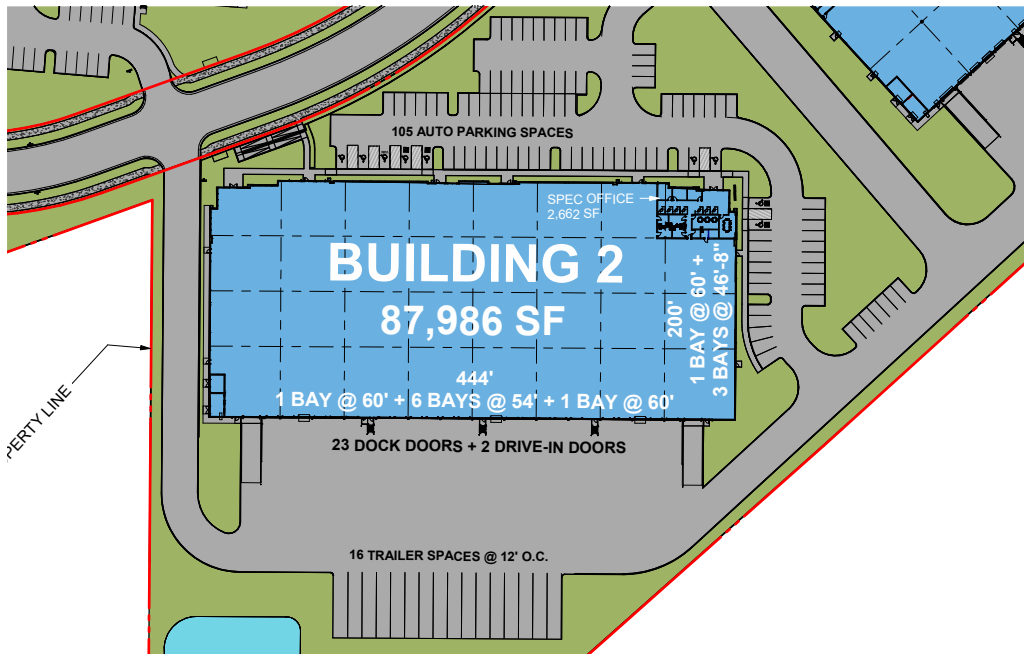 105 AUTO PARKING SPACES
SPEC OFFICE
2,662 SF
BUILDING 2
87,986 SF
200'
1 BAY @ 60' +
3 BAYS @ 46'-8"
444'
1 BAY @ 60' + 6 BAYS @ 54' + 1 BAY @ 60'
PERTY LINE
23 DOCK DOORS + 2 DRIVE-IN DOORS
16 TRAILER SPACES @ 12' O.C.